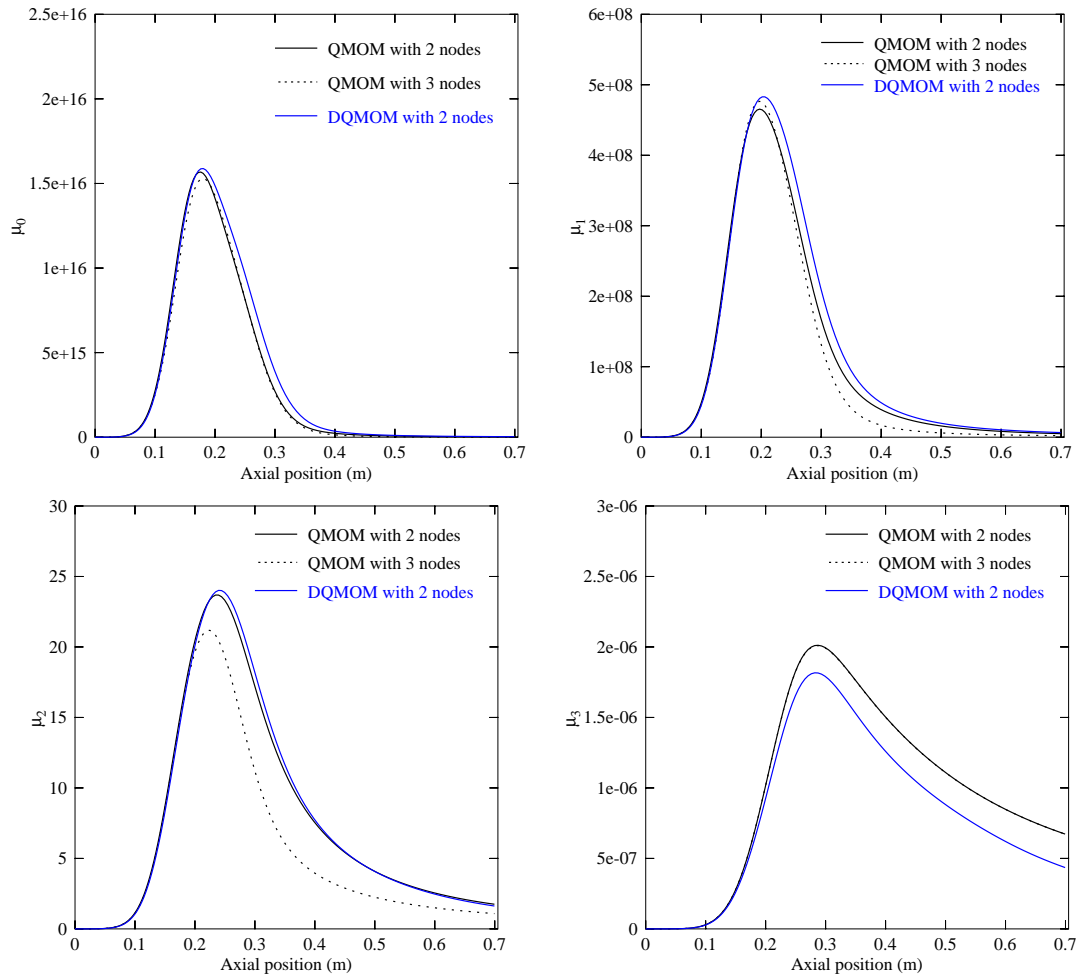 2.5e+16
2e+16
1.5e+16
1e+16
5e+15
0
μ0
QMOM with 2 nodes
QMOM with 3 nodes
DQMOM with 2 nodes
0 0.1 0.2 0.3 0.4 0.5 0.6 0.7
Axial position (m)
6e+08
5e+08
4e+08
3e+08
2e+08
1e+08
0
μ1
QMOM with 2 nodes
QMOM with 3 nodes
DQMOM with 2 nodes
0 0.1 0.2 0.3 0.4 0.5 0.6 0.7
Axial position (m)
30
25
20
15
10
5
0
μ2
QMOM with 2 nodes
QMOM with 3 nodes
DQMOM with 2 nodes
0 0.1 0.2 0.3 0.4 0.5 0.6 0.7
Axial position (m)
3e-06
2.5e-06
2e-06
1.5e-06
1e-06
5e-07
0
μ3
QMOM with 2 nodes
QMOM with 3 nodes
DQMOM with 2 nodes
0 0.1 0.2 0.3 0.4 0.5 0.6 0.7
Axial position (m)